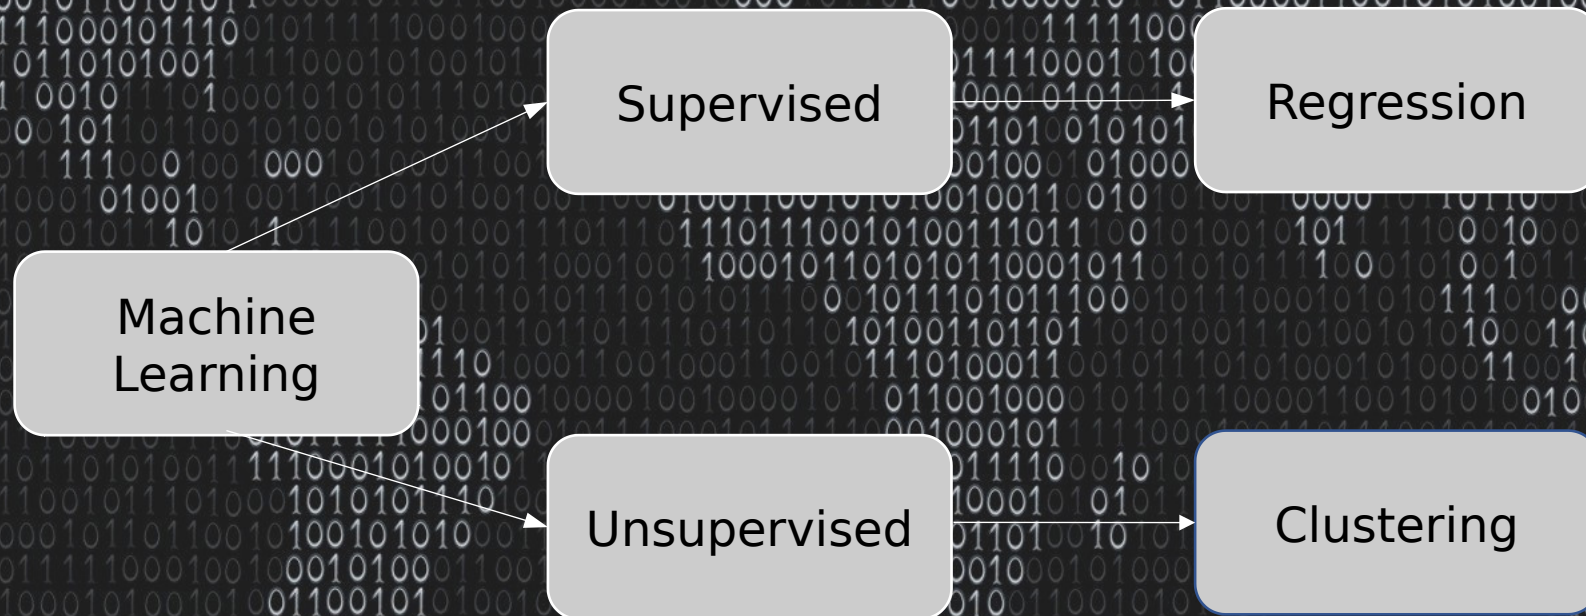 Supervised
Regression
Machine
Learning
Unsupervised
Clustering